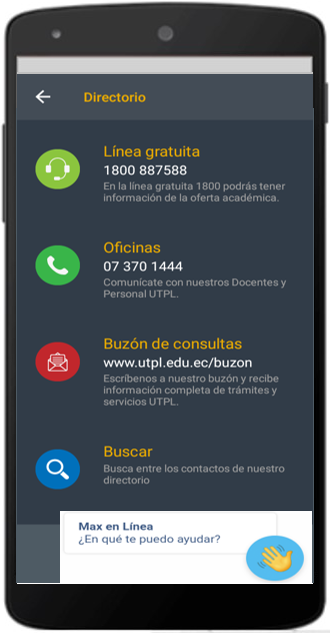 Directorio
Línea gratuita
1800 887588
En la línea gratuita 1800 podrás tener
información de la oferta académica.
Oficinas
07 370 1444
Comunícate con nuestros Docentes y
Personal UTPL.
Buzón de consultas
www.utpl.edu.ec/buzon
Escríbenos a nuestro buzón y recibe
información completa de trámites y
servicios UTPL.
Buscar
Busca entre los contactos de nuestro
directorio
Max en Línea
¿En qué te puedo ayudar?